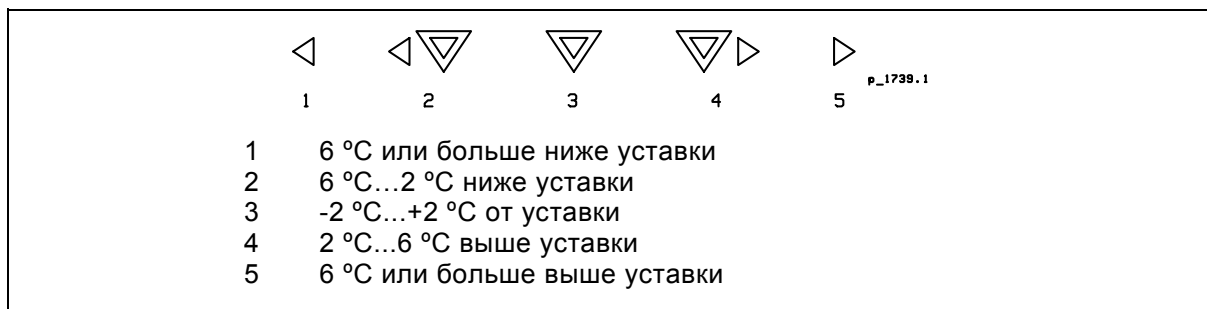 p_1739.1
1 2 3 4 5
1 6 ºC или больше ниже уставки
2 6 ºC...2 ºC ниже уставки
3 -2 ºC...+2 ºC от уставки
4 2 ºC...6 ºC выше уставки
5 6 ºC или больше выше уставки